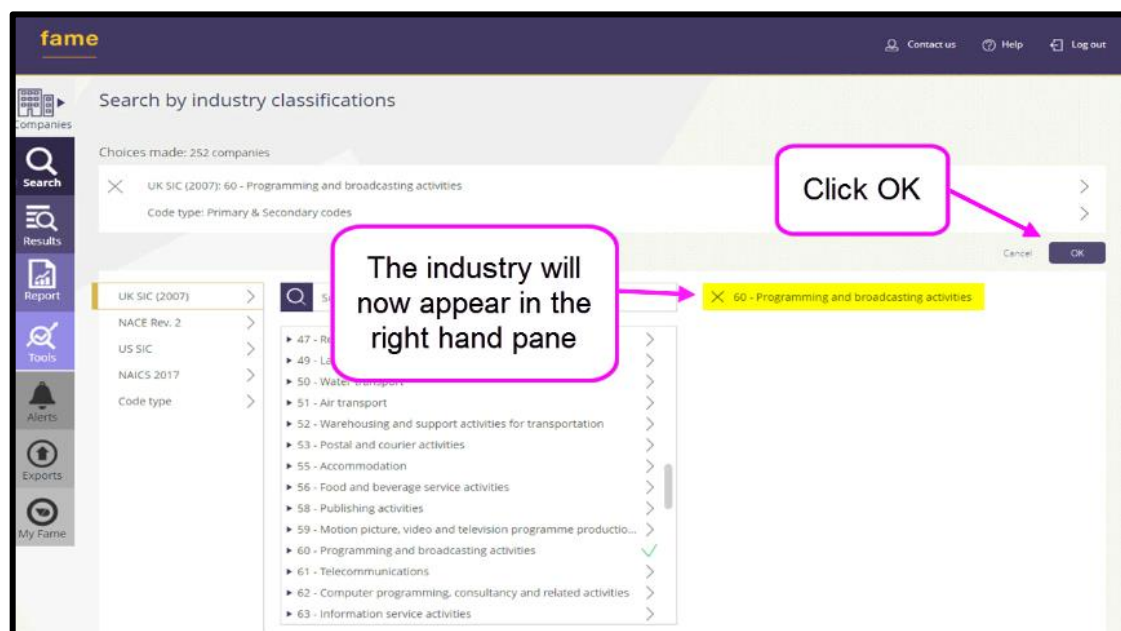 fame
Contact us
Help
Log out
Companies
Search
Results
Report
Tools
Alerts
Exports
My Fame
Search by industry classifications
Choices made: 252 companies
UK SIC (2007): 60 - Programming and broadcasting activities
Code type: Primary & Secondary codes
Click OK
Cancel
OK
The industry will
now appear in the
right hand pane
UK SIC (2007)
NACE Rev. 2
US SIC
NAICS 2017
Code type
47 -
49 -
50 - Water transport
51 - Air transport
52 - Warehousing and support activities for transportation
53 - Postal and courier activities
55 - Accommodation
56 - Food and beverage service activities
58 - Publishing activities
59 - Motion picture, video and television programme productio...
60 - Programming and broadcasting activities
61 - Telecommunications
62 - Computer programming, consultancy and related activities
63 - Information service activities
60 - Programming and broadcasting activities